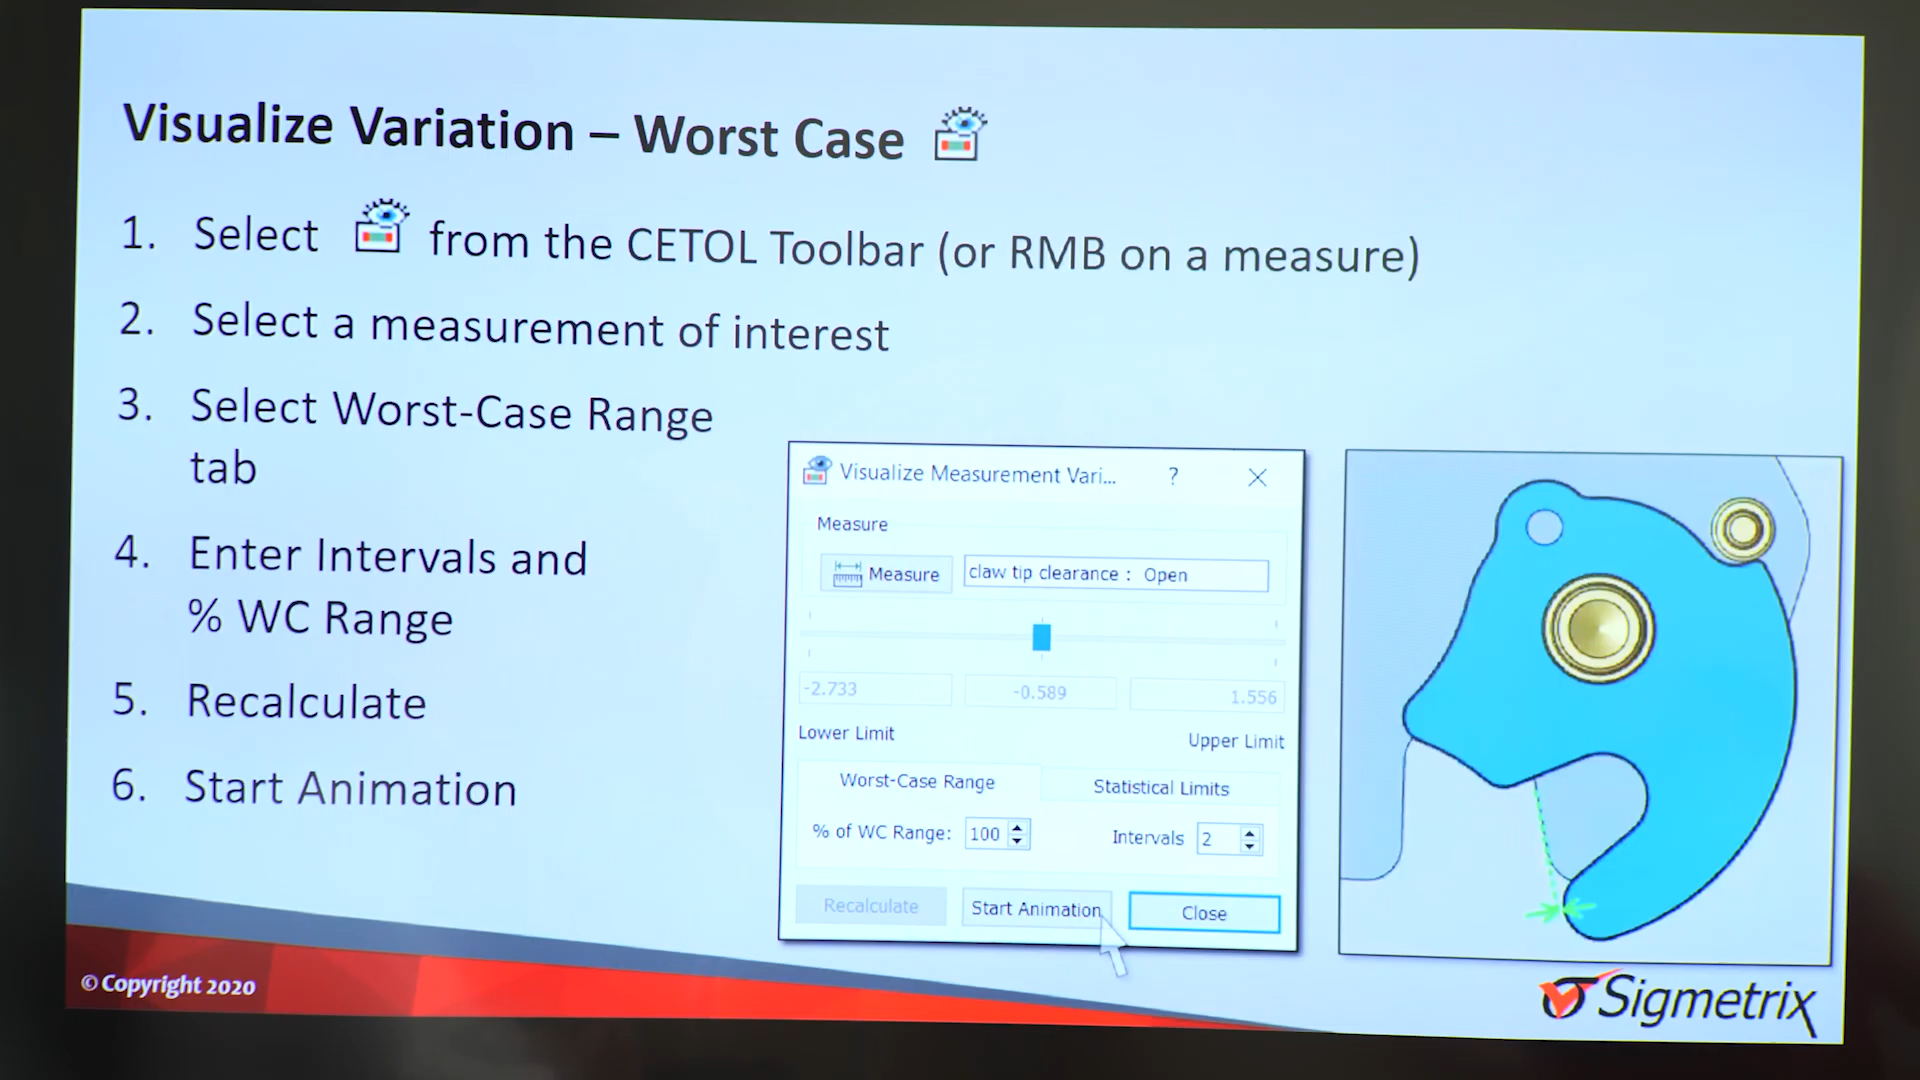 Visualize Variation – Worst Case
1. Select from the CETOL Toolbar (or RMB on a measure)
2. Select a measurement of interest
3. Select Worst-Case Range
tab
4. Enter Intervals and
% WC Range
5. Recalculate
6. Start Animation
Visualize Measurement Vari... ?
Measure
Measure claw tip clearance : Open
-2.733 -0.589 1.556
Lower Limit Upper Limit
Worst-Case Range Statistical Limits
% of WC Range: 100 Intervals 2
Recalculate Start Animation Close
© Copyright 2020
Sigmetrix